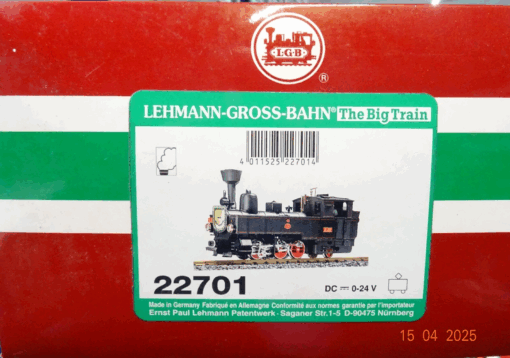 LGB
®
LEHMANN-GROSS-BAHN® The Big Train
4 011525 227014
22701
DC 0-24 V
Made in Germany Fabriqué en Allemagne Conformité aux normes garantie par l'importateur
Ernst Paul Lehmann Patentwerk · Saganer Str.1-5 D-90475 Nürnberg
15 04 2025